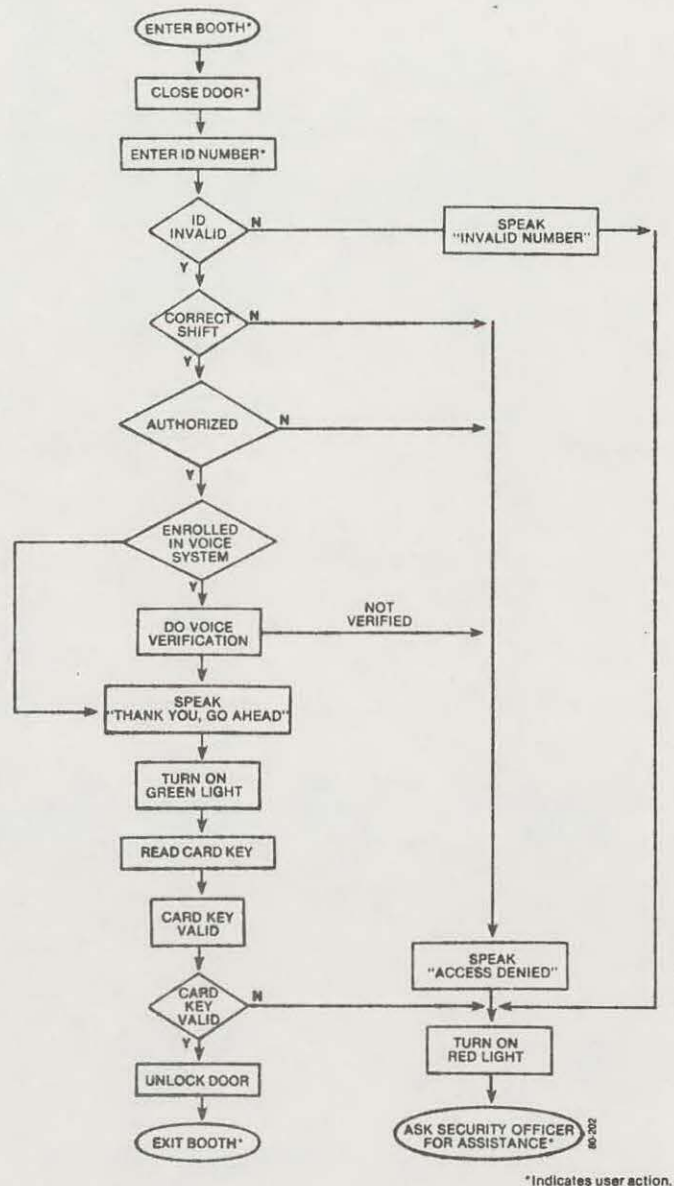 ENTER BOOTH*
CLOSE DOOR*
ENTER ID NUMBER*
ID
INVALID
N
SPEAK
"INVALID NUMBER"
Y
CORRECT
SHIFT
N
Y
AUTHORIZED
N
Y
ENROLLED
IN VOICE
SYSTEM
Y
DO VOICE
VERIFICATION
NOT
VERIFIED
SPEAK
"THANK YOU, GO AHEAD"
TURN ON
GREEN LIGHT
READ CARD KEY
CARD KEY
VALID
SPEAK
"ACCESS DENIED"
CARD
KEY
VALID
N
Y
TURN ON
RED LIGHT
UNLOCK DOOR
EXIT BOOTH*
ASK SECURITY OFFICER
FOR ASSISTANCE*
80-202
*Indicates user action.